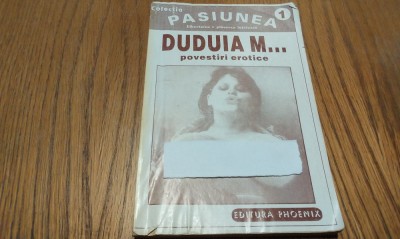 Colecția
PASIUNEA 1
DUDUIA M...
povestiri erotice
EDITURA PHOENIX